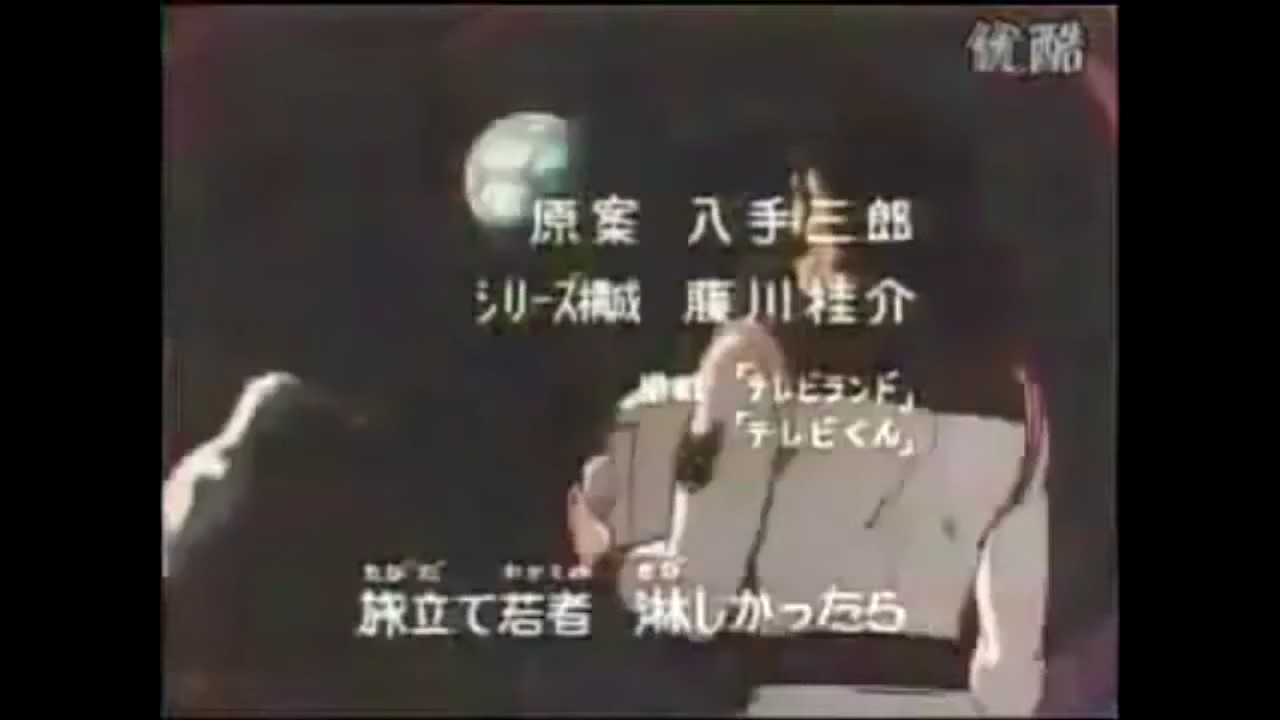 优酷
原案 八手三郎
シリーズ構成 藤川桂介
「テレビランド」
「テレビくん」
たびだ わかもの さび
旅立て若者 淋しかったら